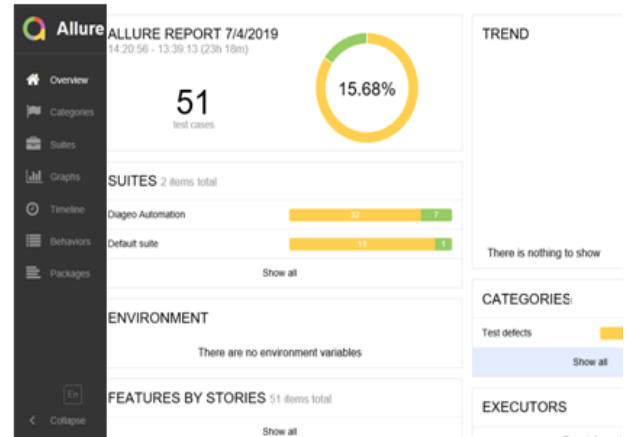 Allure
Overview
Categories
Suites
Graphs
Timeline
Behaviors
Packages
En
Collapse
ALLURE REPORT 7/4/2019
14:20:56 - 13:39:13 (23h 18m)
51
test cases
15.68%
SUITES 2 items total
Diageo Automation 32 7
Default suite 11 1
Show all
ENVIRONMENT
There are no environment variables
FEATURES BY STORIES 51 items total
Show all
TREND
There is nothing to show
CATEGORIES
Test defects
Show all
EXECUTORS